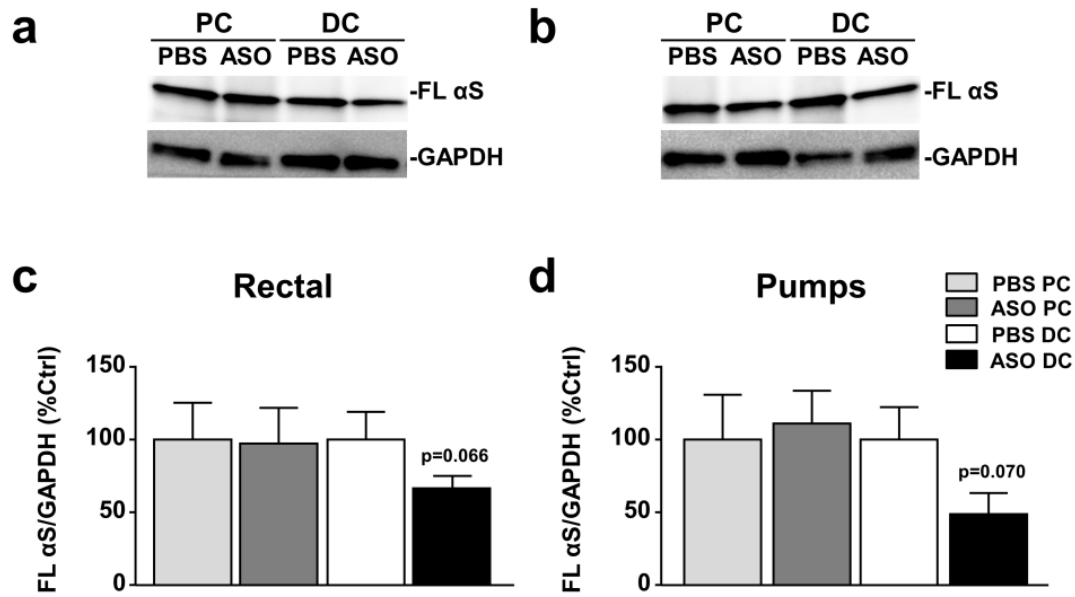 a
PC DC
PBS ASO PBS ASO
-FL αS
-GAPDH
b
PC DC
PBS ASO PBS ASO
-FL αS
-GAPDH
c
Rectal
FL αS/GAPDH (%Ctrl)
150
100
50
0
p=0.066
d
Pumps
FL αS/GAPDH (%Ctrl)
150
100
50
0
p=0.070
PBS PC
ASO PC
PBS DC
ASO DC